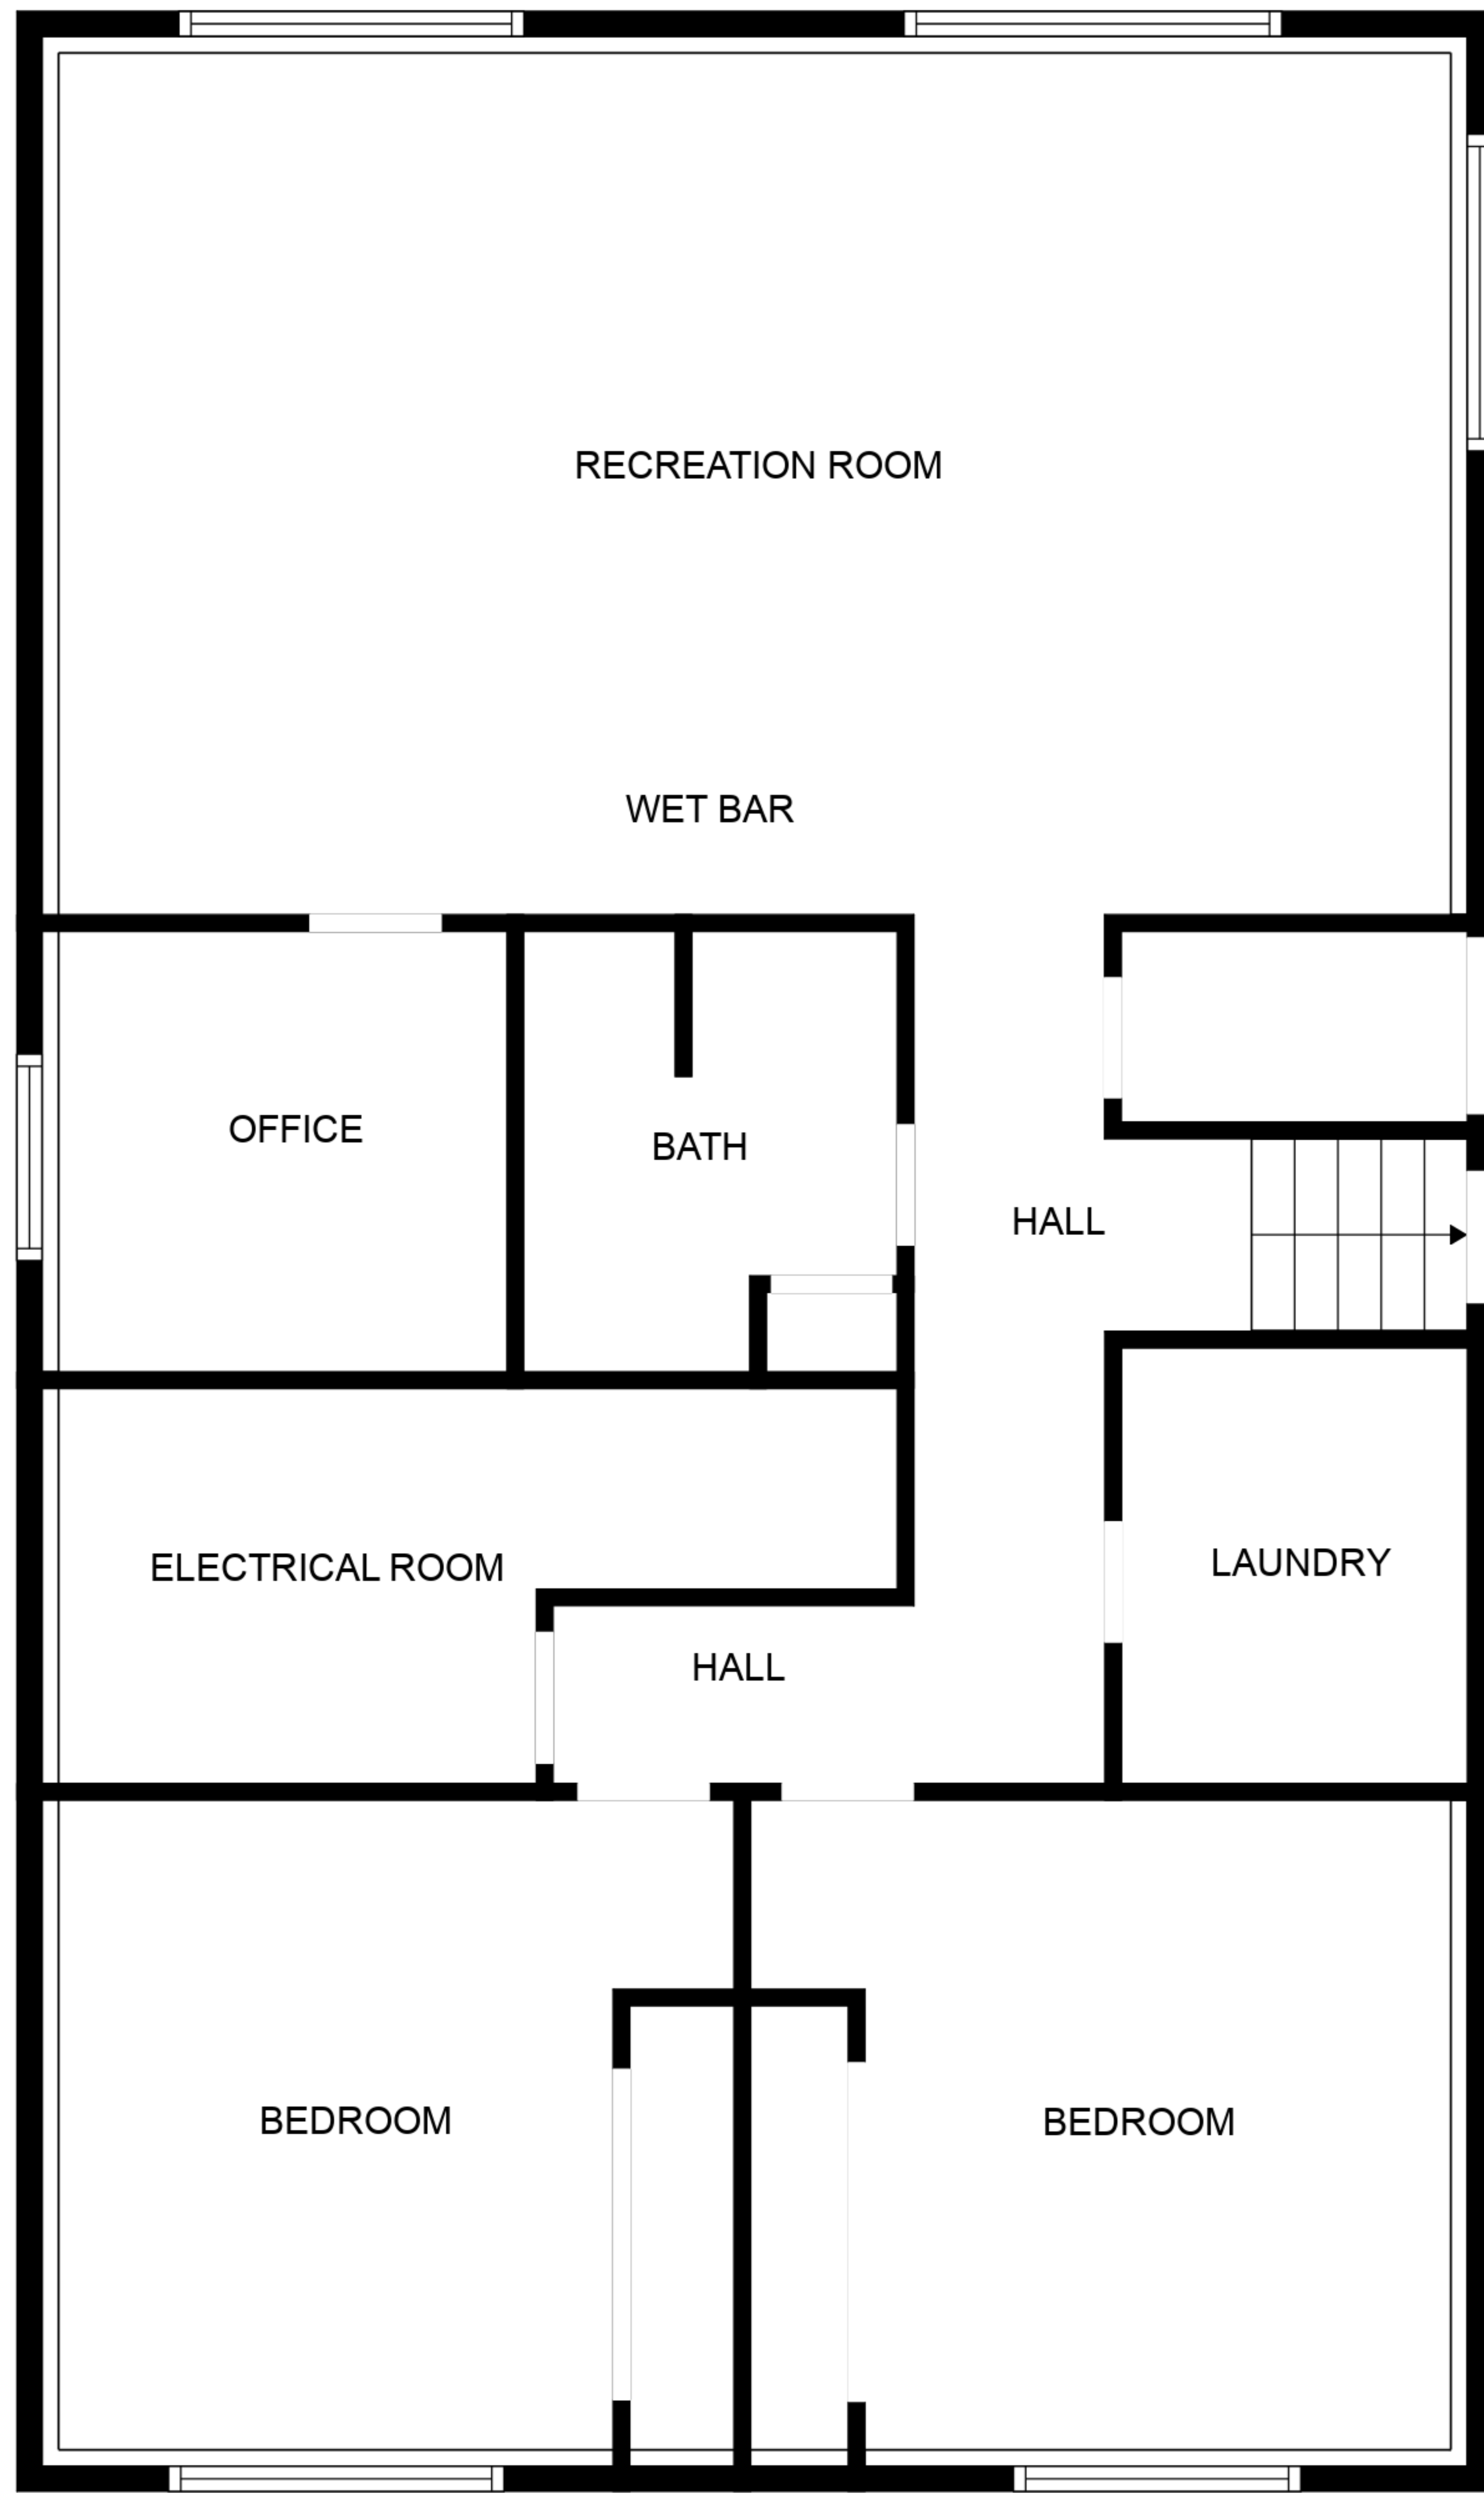 RECREATION ROOM
WET BAR
OFFICE
BATH
HALL
ELECTRICAL ROOM
LAUNDRY
HALL
BEDROOM
BEDROOM